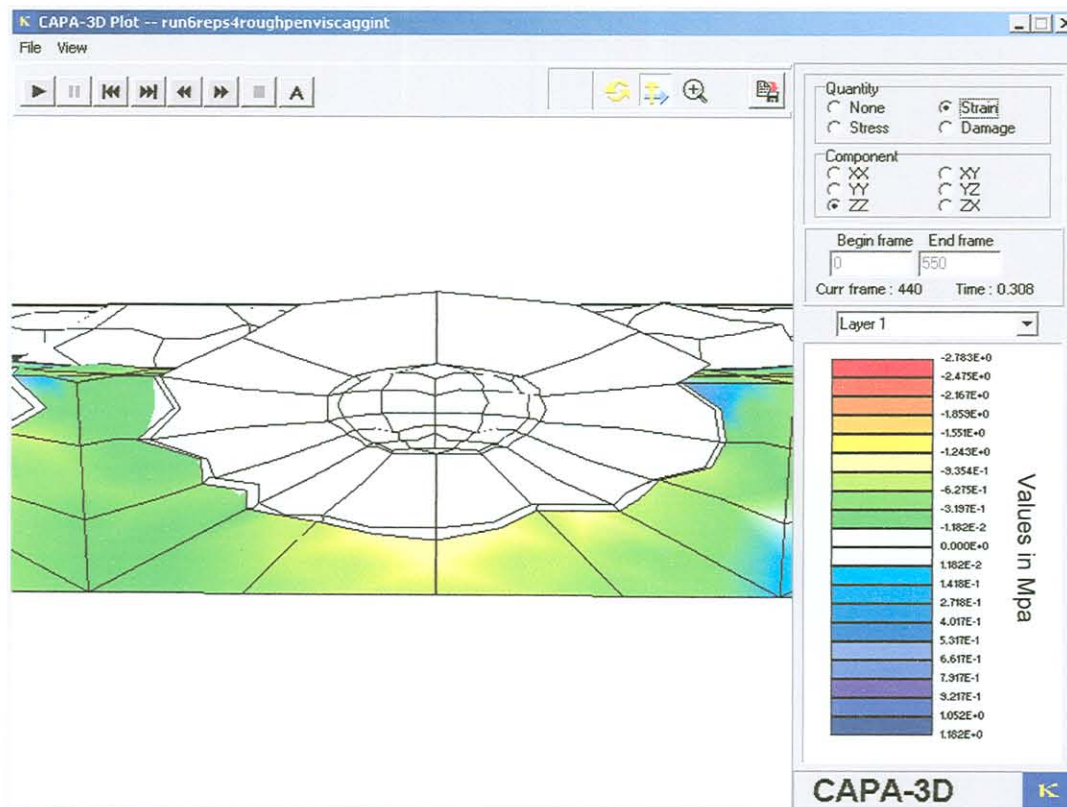 CAPA-3D Plot -- run6reps4roughpenviscaggint
File View
A
Quantity
None Strain
Stress Damage
Component
XX XY
YY YZ
ZZ ZX
Begin frame End frame
0 550
Curr frame : 440 Time : 0.308
Layer 1
-2.783E+0
-2.475E+0
-2.167E+0
-1.859E+0
-1.551E+0
-1.243E+0
-9.354E-1
-6.275E-1
-3.197E-1
-1.182E-2
0.000E+0
1.182E-2
1.418E-1
2.718E-1
4.017E-1
5.317E-1
6.617E-1
7.917E-1
9.217E-1
1.052E+0
1.182E+0
Values in Mpa
CAPA-3D
K